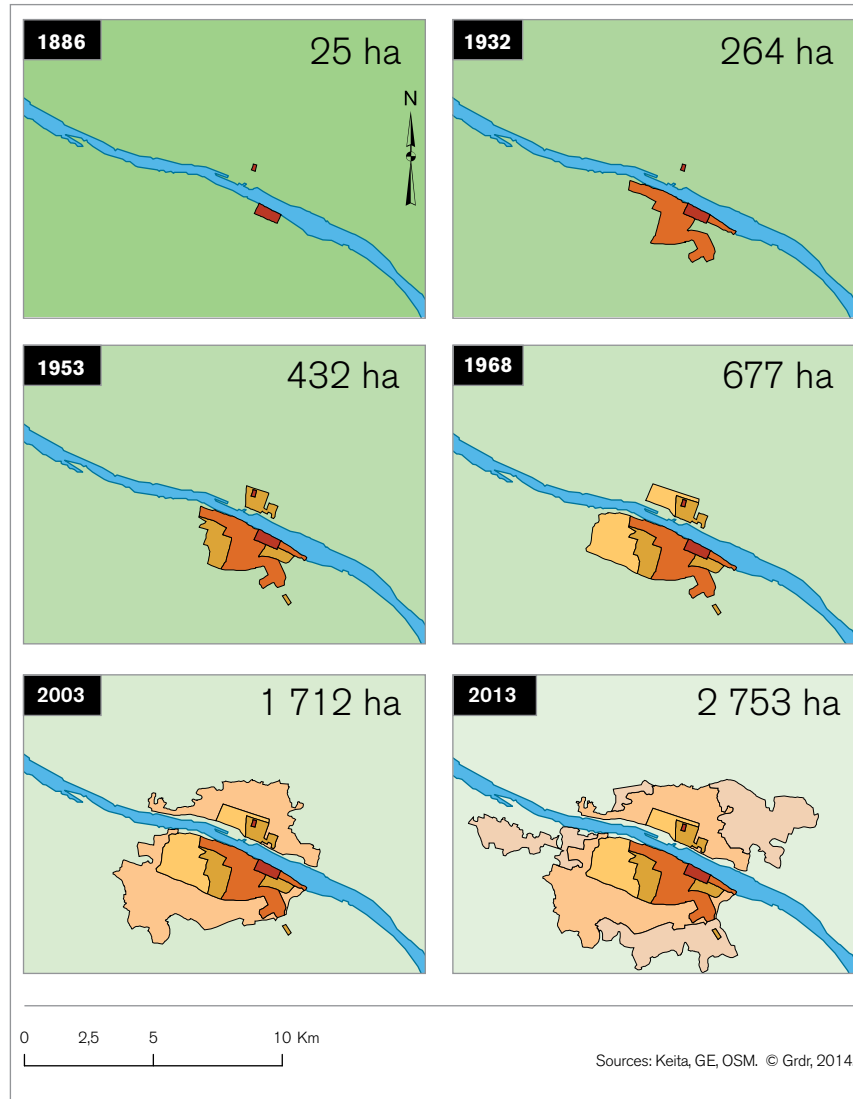 1886
25 ha
N
1932
264 ha
1953
432 ha
1968
677 ha
2003
1 712 ha
2013
2 753 ha
0 2,5 5 10 Km
Sources: Keita, GE, OSM. © Grdr, 2014